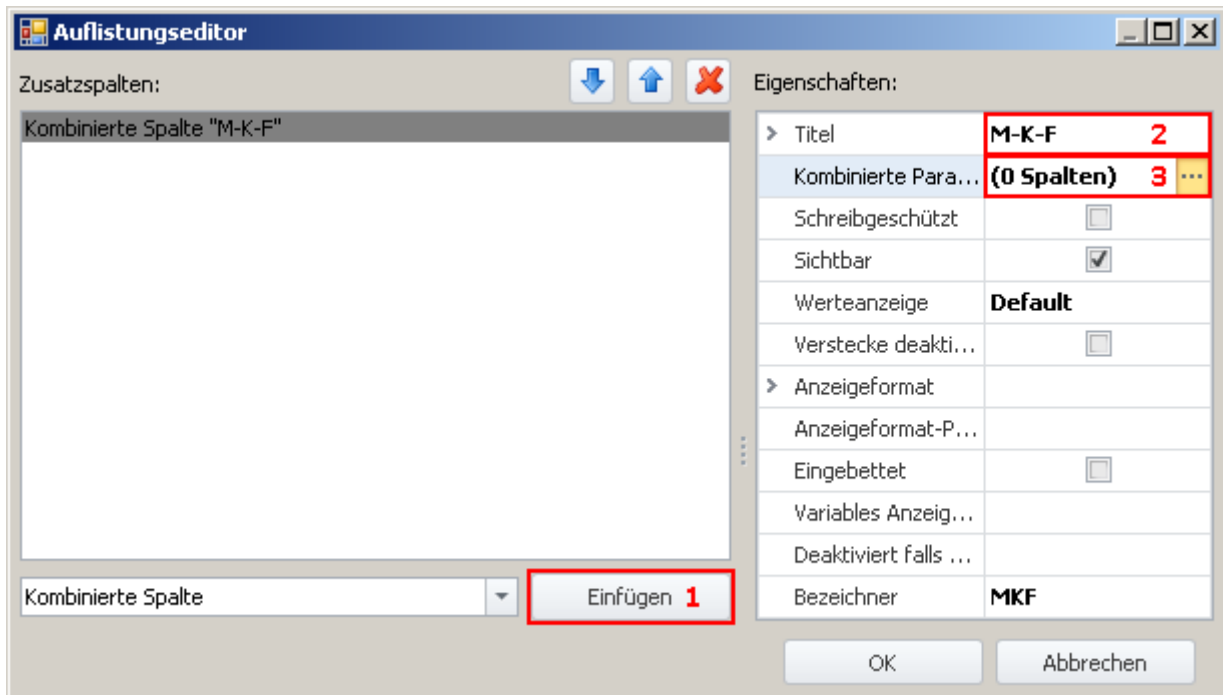 Auflistungseditor
Zusatzspalten:
Kombinierte Spalte "M-K-F"
Kombinierte Spalte
Einfügen 1
Eigenschaften:
Titel M-K-F 2
Kombinierte Para... (0 Spalten) 3 ...
Schreibgeschützt
Sichtbar
Werteanzeige Default
Verstecke deakti...
Anzeigeformat
Anzeigeformat-P...
Eingebettet
Variables Anzeig...
Deaktiviert falls ...
Bezeichner MKF
OK Abbrechen